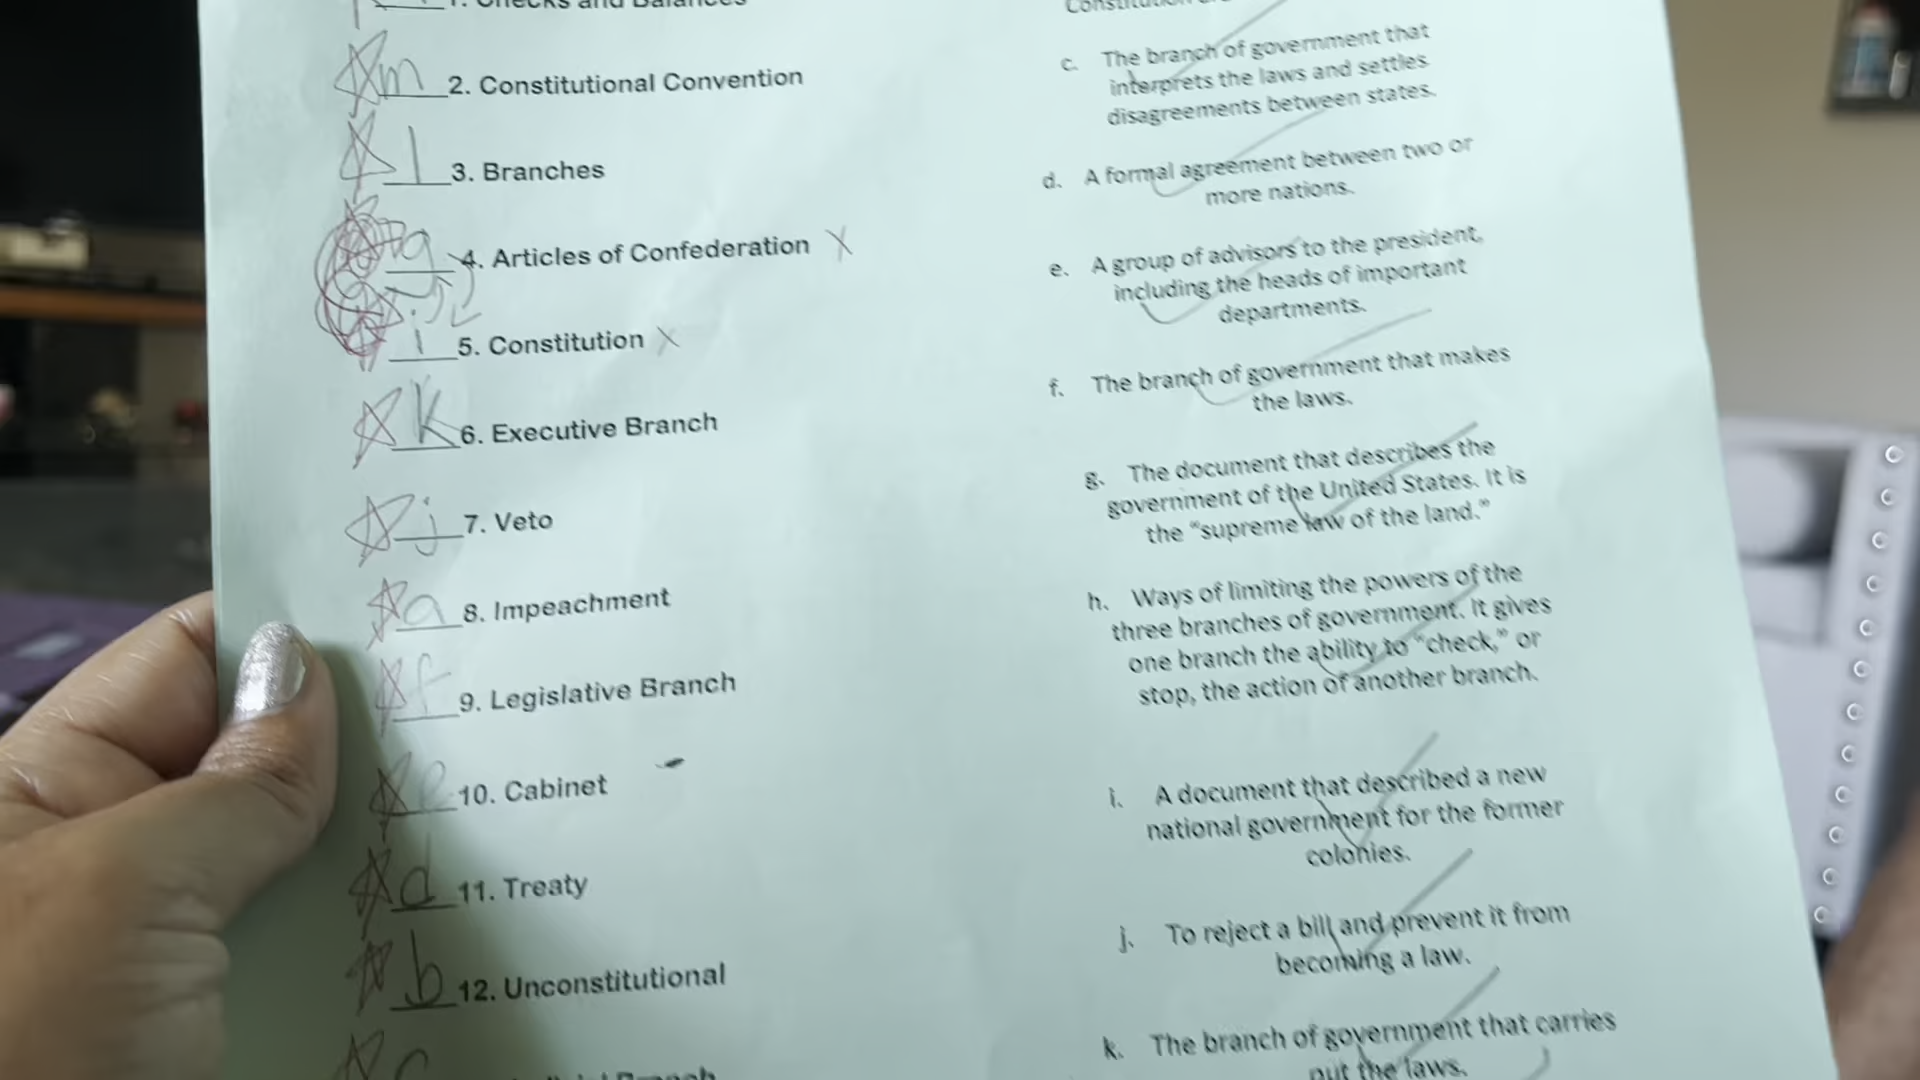 1. Checks and Balances
m 2. Constitutional Convention
l 3. Branches
g 4. Articles of Confederation X
i 5. Constitution X
k 6. Executive Branch
j 7. Veto
a 8. Impeachment
f 9. Legislative Branch
e 10. Cabinet
d 11. Treaty
b 12. Unconstitutional
c Branch
Constitution
c. The branch of government that
interprets the laws and settles
disagreements between states.
d. A formal agreement between two or
more nations.
e. A group of advisors to the president,
including the heads of important
departments.
f. The branch of government that makes
the laws.
g. The document that describes the
government of the United States. It is
the “supreme law of the land.”
h. Ways of limiting the powers of the
three branches of government. It gives
one branch the ability to “check,” or
stop, the action of another branch.
i. A document that described a new
national government for the former
colonies.
j. To reject a bill and prevent it from
becoming a law.
k. The branch of government that carries
out the laws.